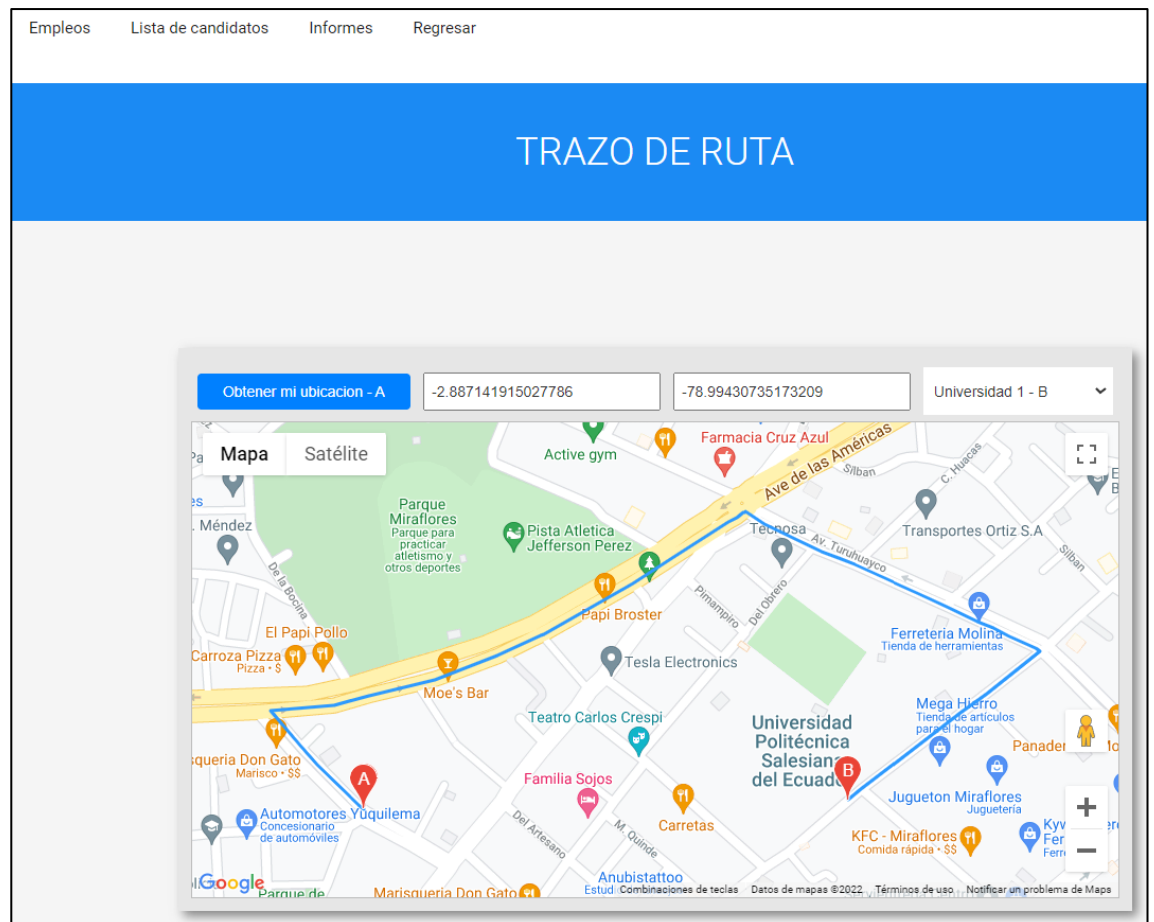 Empleos Lista de candidatos Informes Regresar
TRAZO DE RUTA
Obtener mi ubicacion - A -2.887141915027786 -78.99430735173209 Universidad 1 - B
Mapa Satélite
Active gym
Farmacia Cruz Azul
Ave de las Américas
Silban
C. Huacas
Méndez
Parque
Miraflores
Parque para
practicar
atletismo y
otros deportes
Pista Atletica
Jefferson Perez
Tecnosa
Transportes Ortiz S.A
Av. Turuhuayco
Silban
De la Bocina
Pimampiro
Del Obrero
Papi Broster
El Papi Pollo
Carroza Pizza
Pizza • $
Ferreteria Molina
Tienda de herramientas
Tesla Electronics
Moe's Bar
Teatro Carlos Crespi
Universidad
Politécnica
Salesiana
del Ecuador
Mega Hierro
Tienda de artículos
para el hogar
squeria Don Gato
Marisco • $$
A
B
Familia Sojos
Jugueton Miraflores
Juguetería
Automotores Yuquilema
Concesionario
de automóviles
Carretas
Del Artesano
M. Quinde
KFC - Miraflores
Comida rápida • $$
Anubistattoo
Google
Parque de
Marisqueria Don Gato
Combinaciones de teclas Datos de mapas ©2022 Términos de uso Notificar un problema de Maps